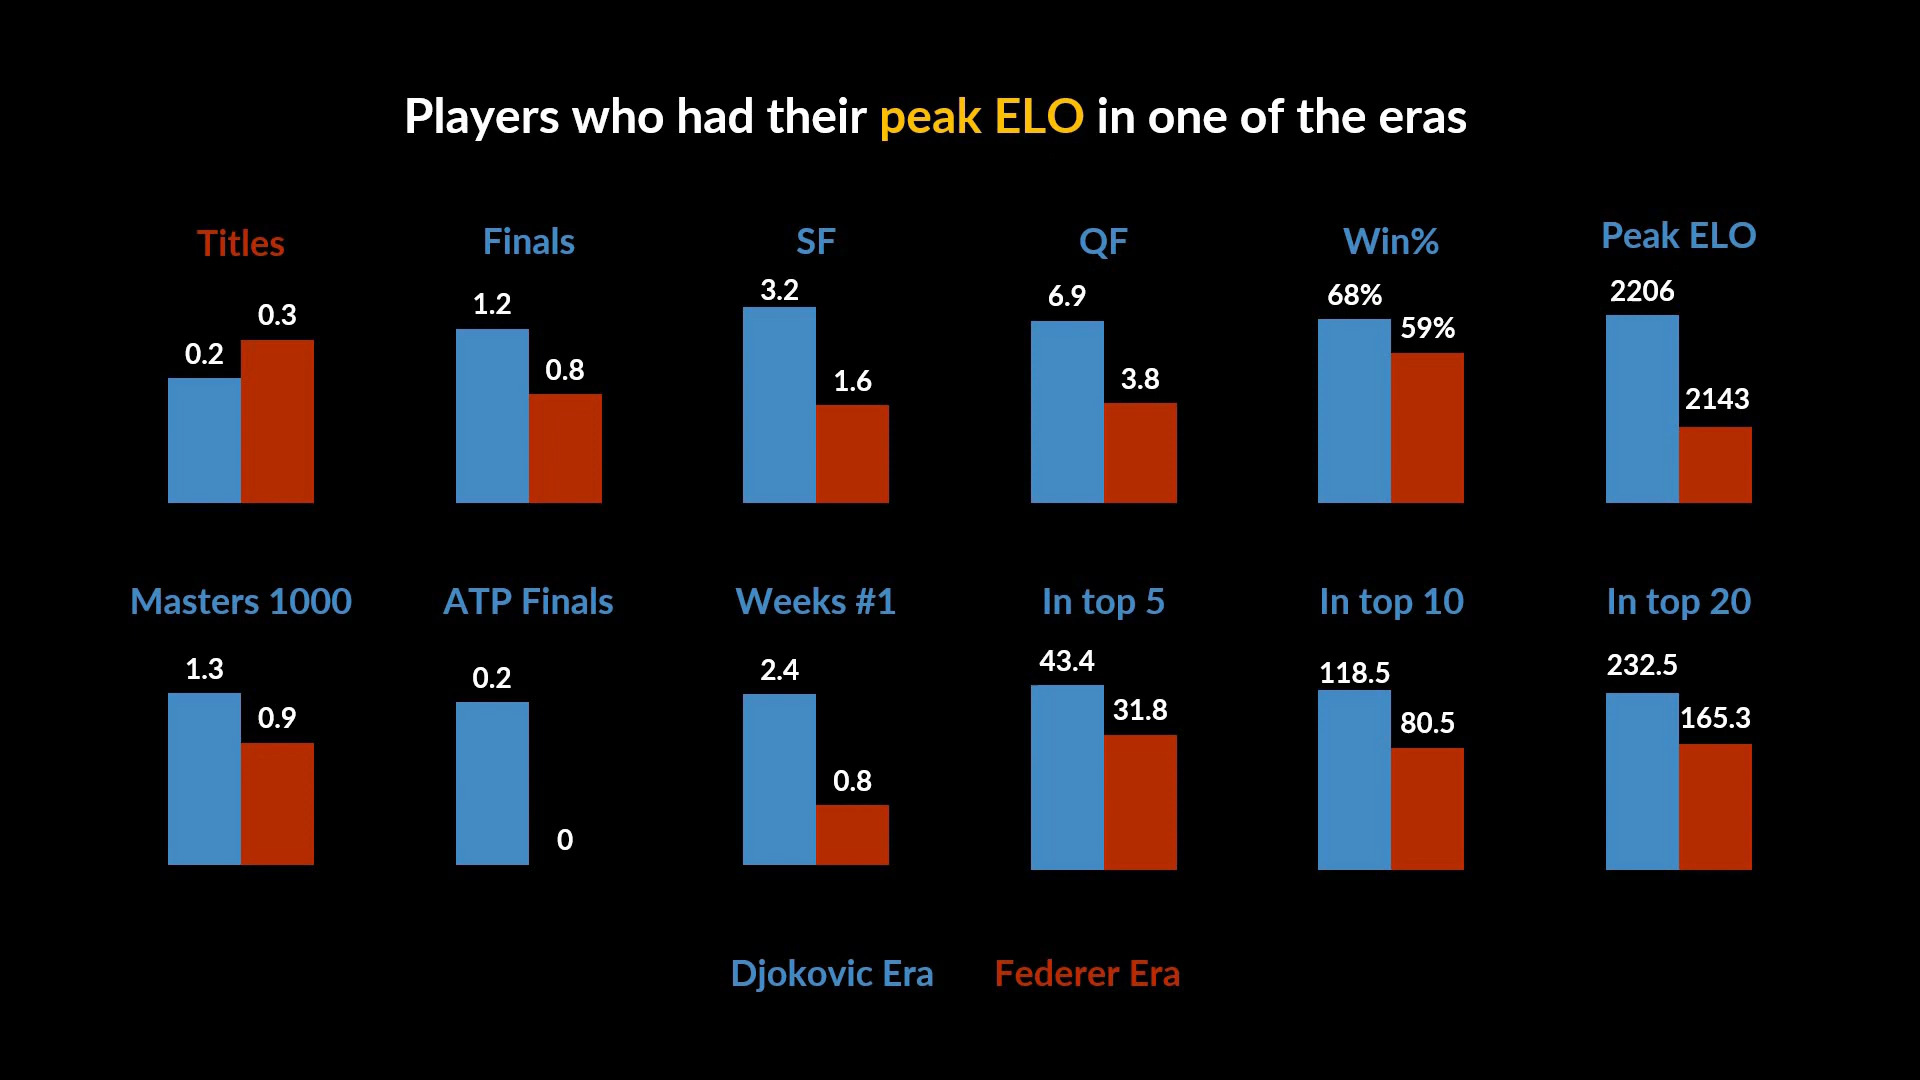 Players who had their peak ELO in one of the eras
Titles
0.2
0.3
Finals
1.2
0.8
SF
3.2
1.6
QF
6.9
3.8
Win%
68%
59%
Peak ELO
2206
2143
Masters 1000
1.3
0.9
ATP Finals
0.2
0
Weeks #1
2.4
0.8
In top 5
43.4
31.8
In top 10
118.5
80.5
In top 20
232.5
165.3
Djokovic Era
Federer Era